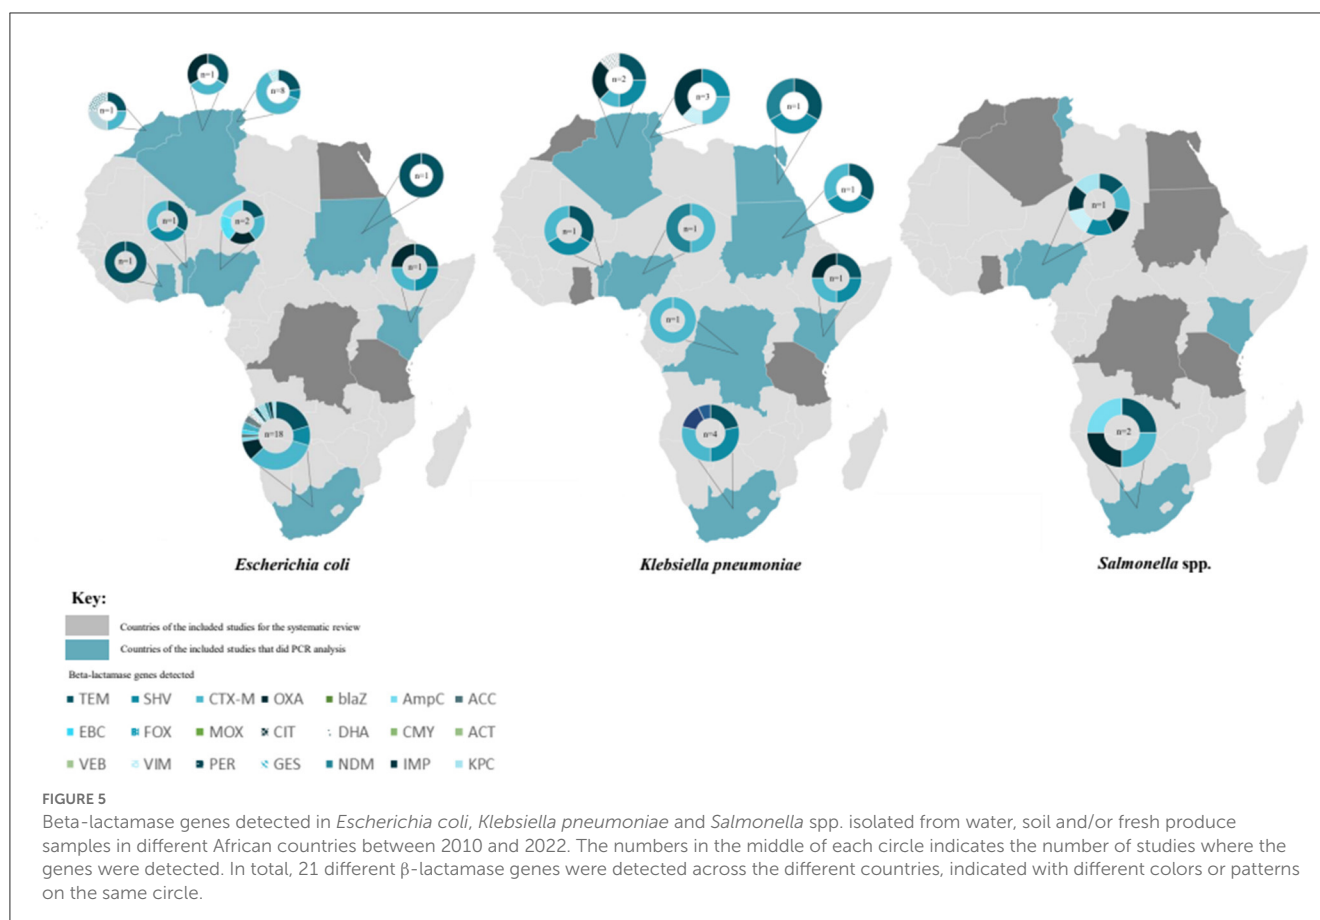 n=1
n=8
n=1
n=1
n=1
n=2
n=1
n=1
n=18
n=2
n=3
n=1
n=1
n=1
n=1
n=1
n=1
n=4
n=1
n=2
Escherichia coli
Klebsiella pneumoniae
Salmonella spp.
Key:
Countries of the included studies for the systematic review
Countries of the included studies that did PCR analysis
Beta-lactamase genes detected
TEM SHV CTX-M OXA blaZ AmpC ACC
EBC FOX MOX CIT DHA CMY ACT
VEB VIM PER GES NDM IMP KPC
FIGURE 5
Beta-lactamase genes detected in Escherichia coli, Klebsiella pneumoniae and Salmonella spp. isolated from water, soil and/or fresh produce
samples in different African countries between 2010 and 2022. The numbers in the middle of each circle indicates the number of studies where the
genes were detected. In total, 21 different β-lactamase genes were detected across the different countries, indicated with different colors or patterns
on the same circle.